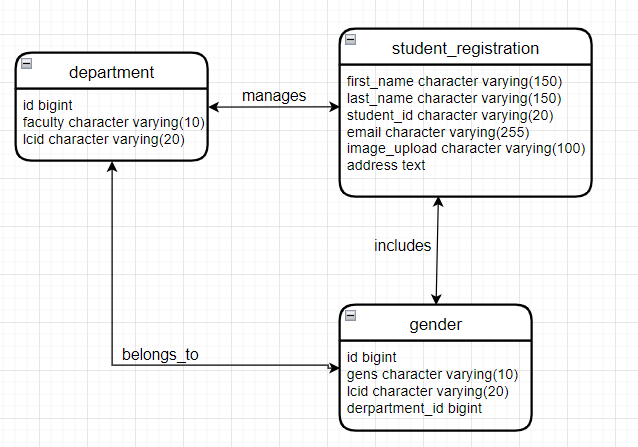 department
id bigint
faculty character varying(10)
lcid character varying(20)
manages
student_registration
first_name character varying(150)
last_name character varying(150)
student_id character varying(20)
email character varying(255)
image_upload character varying(100)
address text
includes
belongs_to
gender
id bigint
gens character varying(10)
lcid character varying(20)
derpartment_id bigint